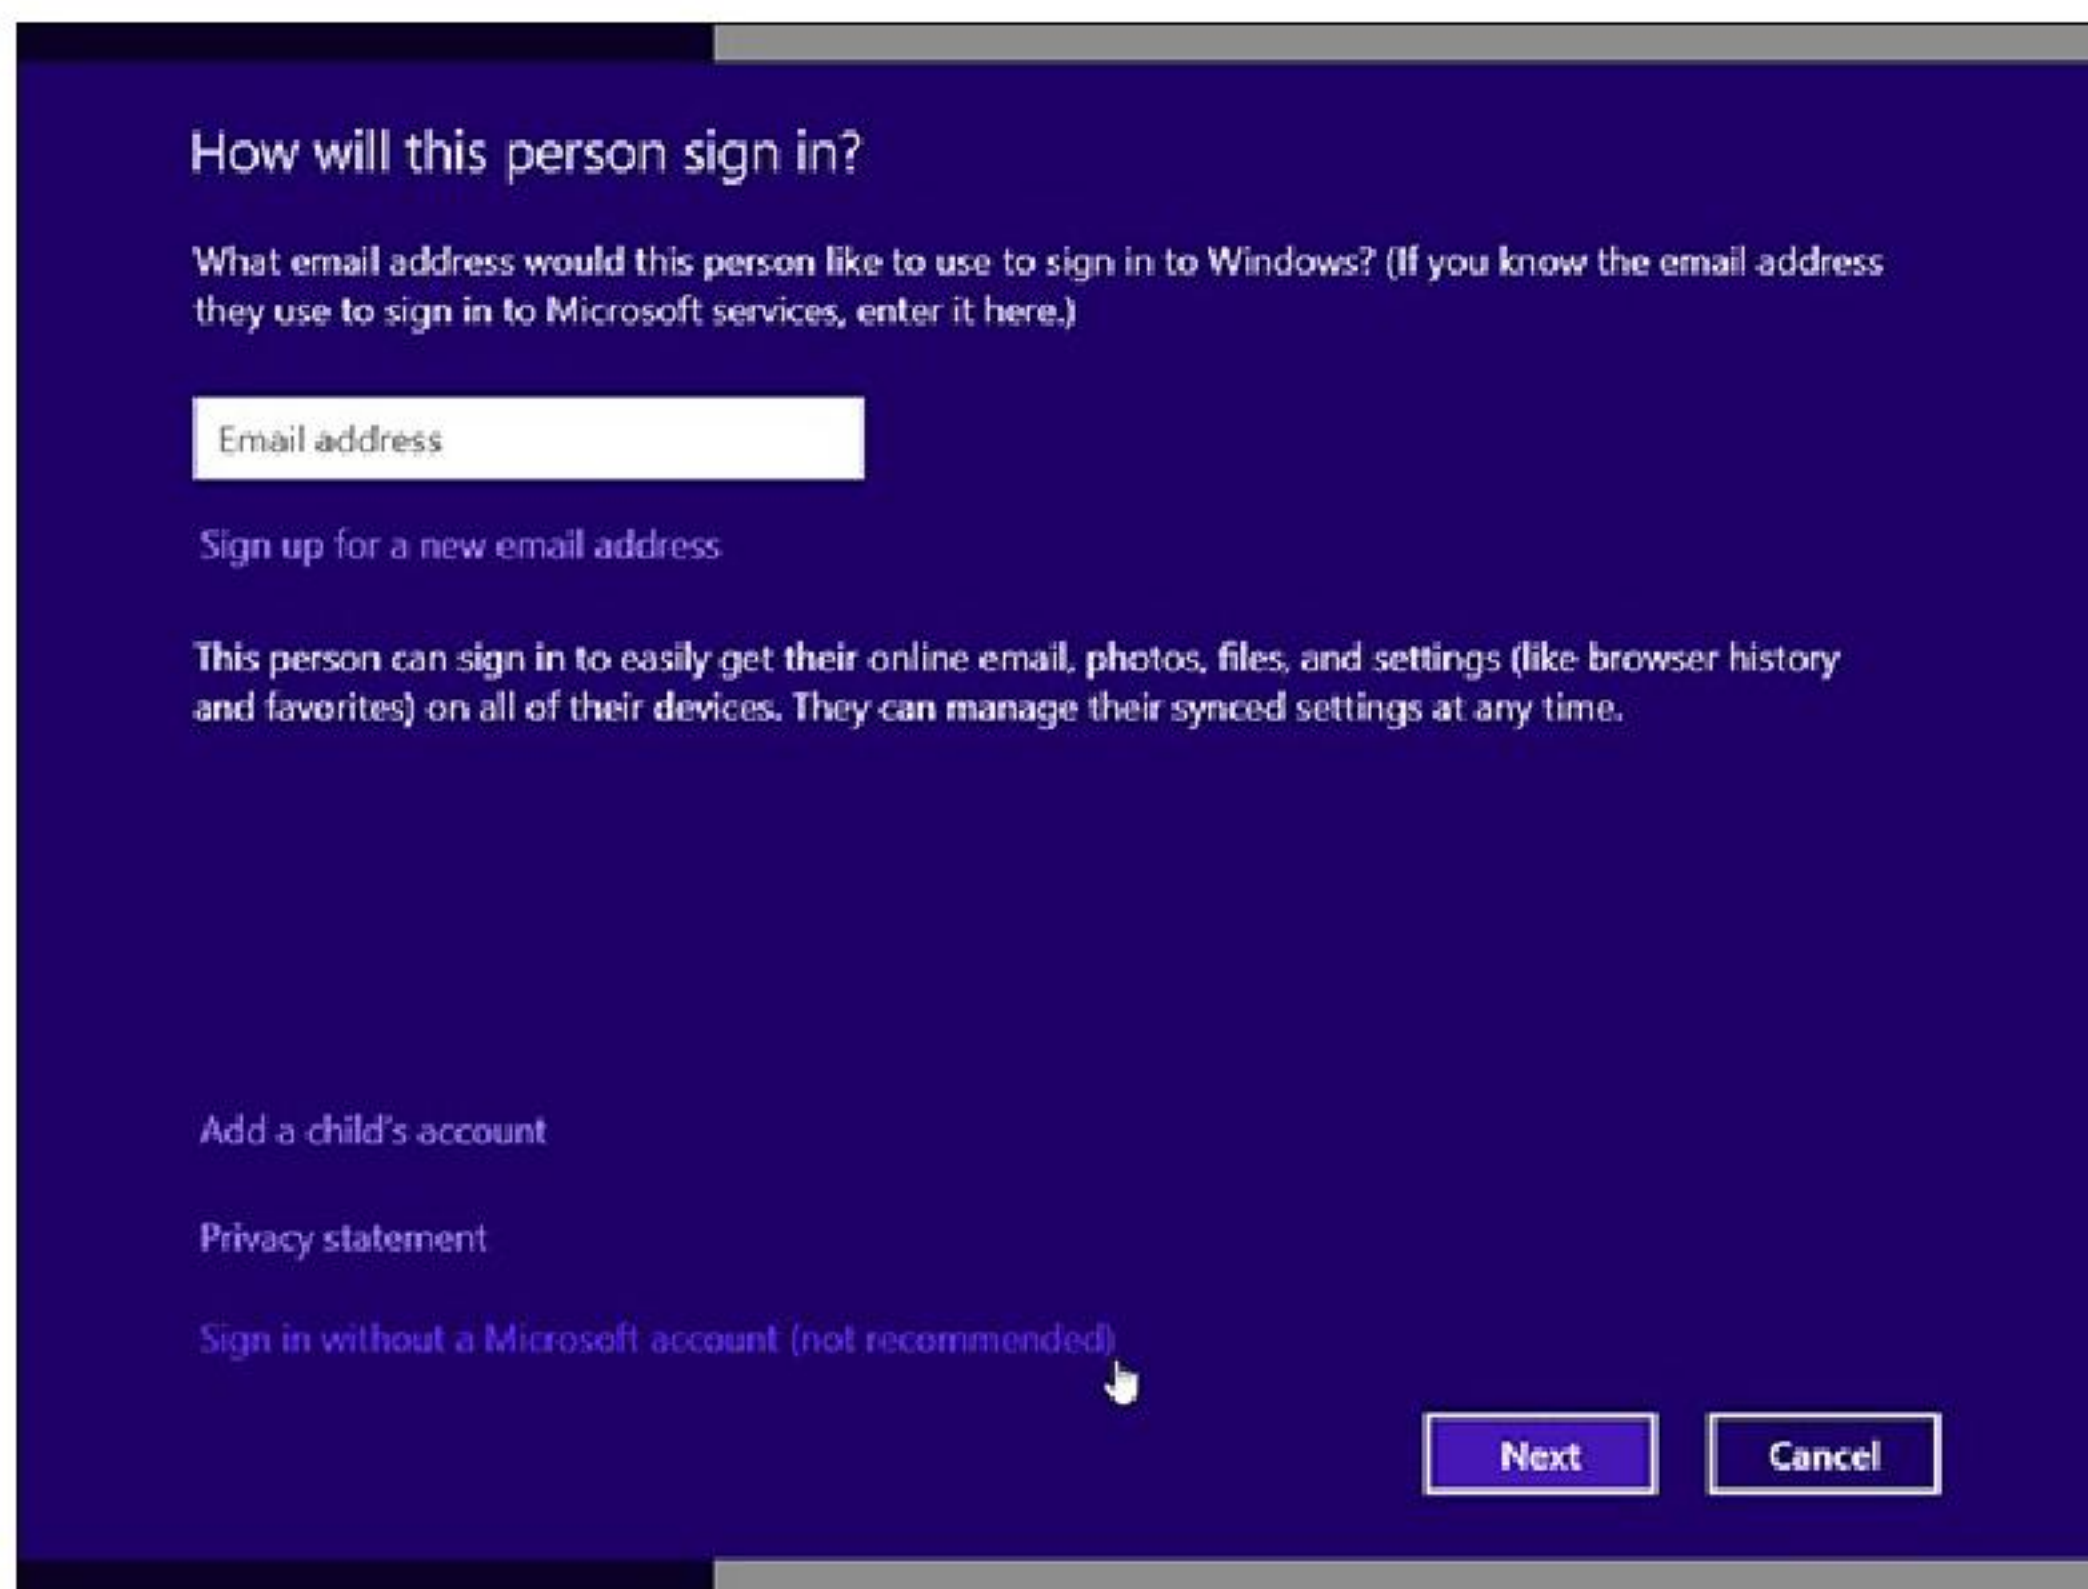 How will this person sign in?
What email address would this person like to use to sign in to Windows? (If you know the email address
they use to sign in to Microsoft services, enter it here.)
Email address
Sign up for a new email address
This person can sign in to easily get their online email, photos, files, and settings (like browser history
and favorites) on all of their devices. They can manage their synced settings at any time.
Add a child's account
Privacy statement
Sign in without a Microsoft account (not recommended)
Next
Cancel